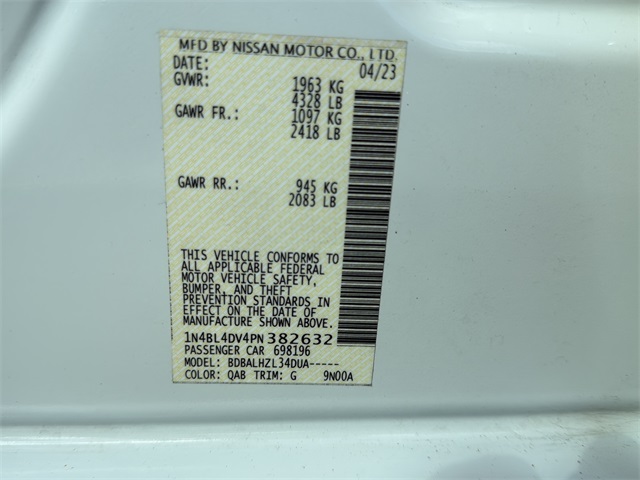 MFD BY NISSAN MOTOR CO., LTD.
DATE: 04/23
GVWR: 1963 KG
4328 LB
GAWR FR.: 1097 KG
2418 LB
GAWR RR.: 945 KG
2083 LB
THIS VEHICLE CONFORMS TO
ALL APPLICABLE FEDERAL
MOTOR VEHICLE SAFETY,
BUMPER, AND THEFT
PREVENTION STANDARDS IN
EFFECT ON THE DATE OF
MANUFACTURE SHOWN ABOVE.
1N4BL4DV4PN382632
PASSENGER CAR 698196
MODEL: BDBALHZL34DUA-----
COLOR: QAB TRIM: G 9N00A